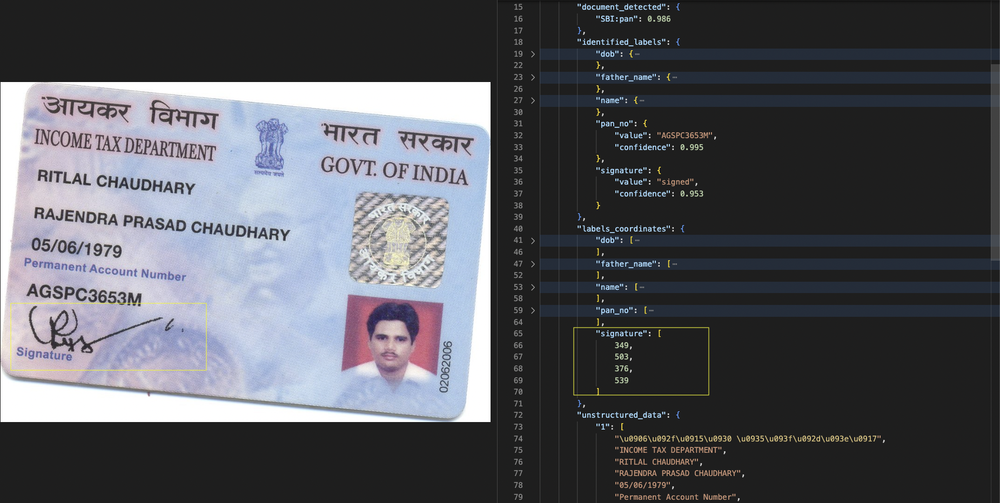 आयकर विभाग
INCOME TAX DEPARTMENT
भारत सरकार
GOVT. OF INDIA
सत्यमेव जयते
RITLAL CHAUDHARY
RAJENDRA PRASAD CHAUDHARY
05/06/1979
Permanent Account Number
AGSPC3653M
Signature
भारत सरकार
आयकर विभाग
02062006
15 "document_detected": {
16 "SBI:pan": 0.986
17 },
18 "identified_labels": {
19 "dob": {
22 },
23 "father_name": {
26 },
27 "name": {
30 },
31 "pan_no": {
32 "value": "AGSPC3653M",
33 "confidence": 0.995
34 },
35 "signature": {
36 "value": "signed",
37 "confidence": 0.953
38 }
39 },
40 "labels_coordinates": {
41 "dob": [
46 ],
47 "father_name": [
52 ],
53 "name": [
58 ],
59 "pan_no": [
64 ],
65 "signature": [
66 349,
67 503,
68 376,
69 539
70 ]
71 },
72 "unstructured_data": {
73 "1": [
74 "\u0906\u092f\u0915\u0930 \u0935\u093f\u092d\u093e\u0917",
75 "INCOME TAX DEPARTMENT",
76 "RITLAL CHAUDHARY",
77 "RAJENDRA PRASAD CHAUDHARY",
78 "05/06/1979",
79 "Permanent Account Number",